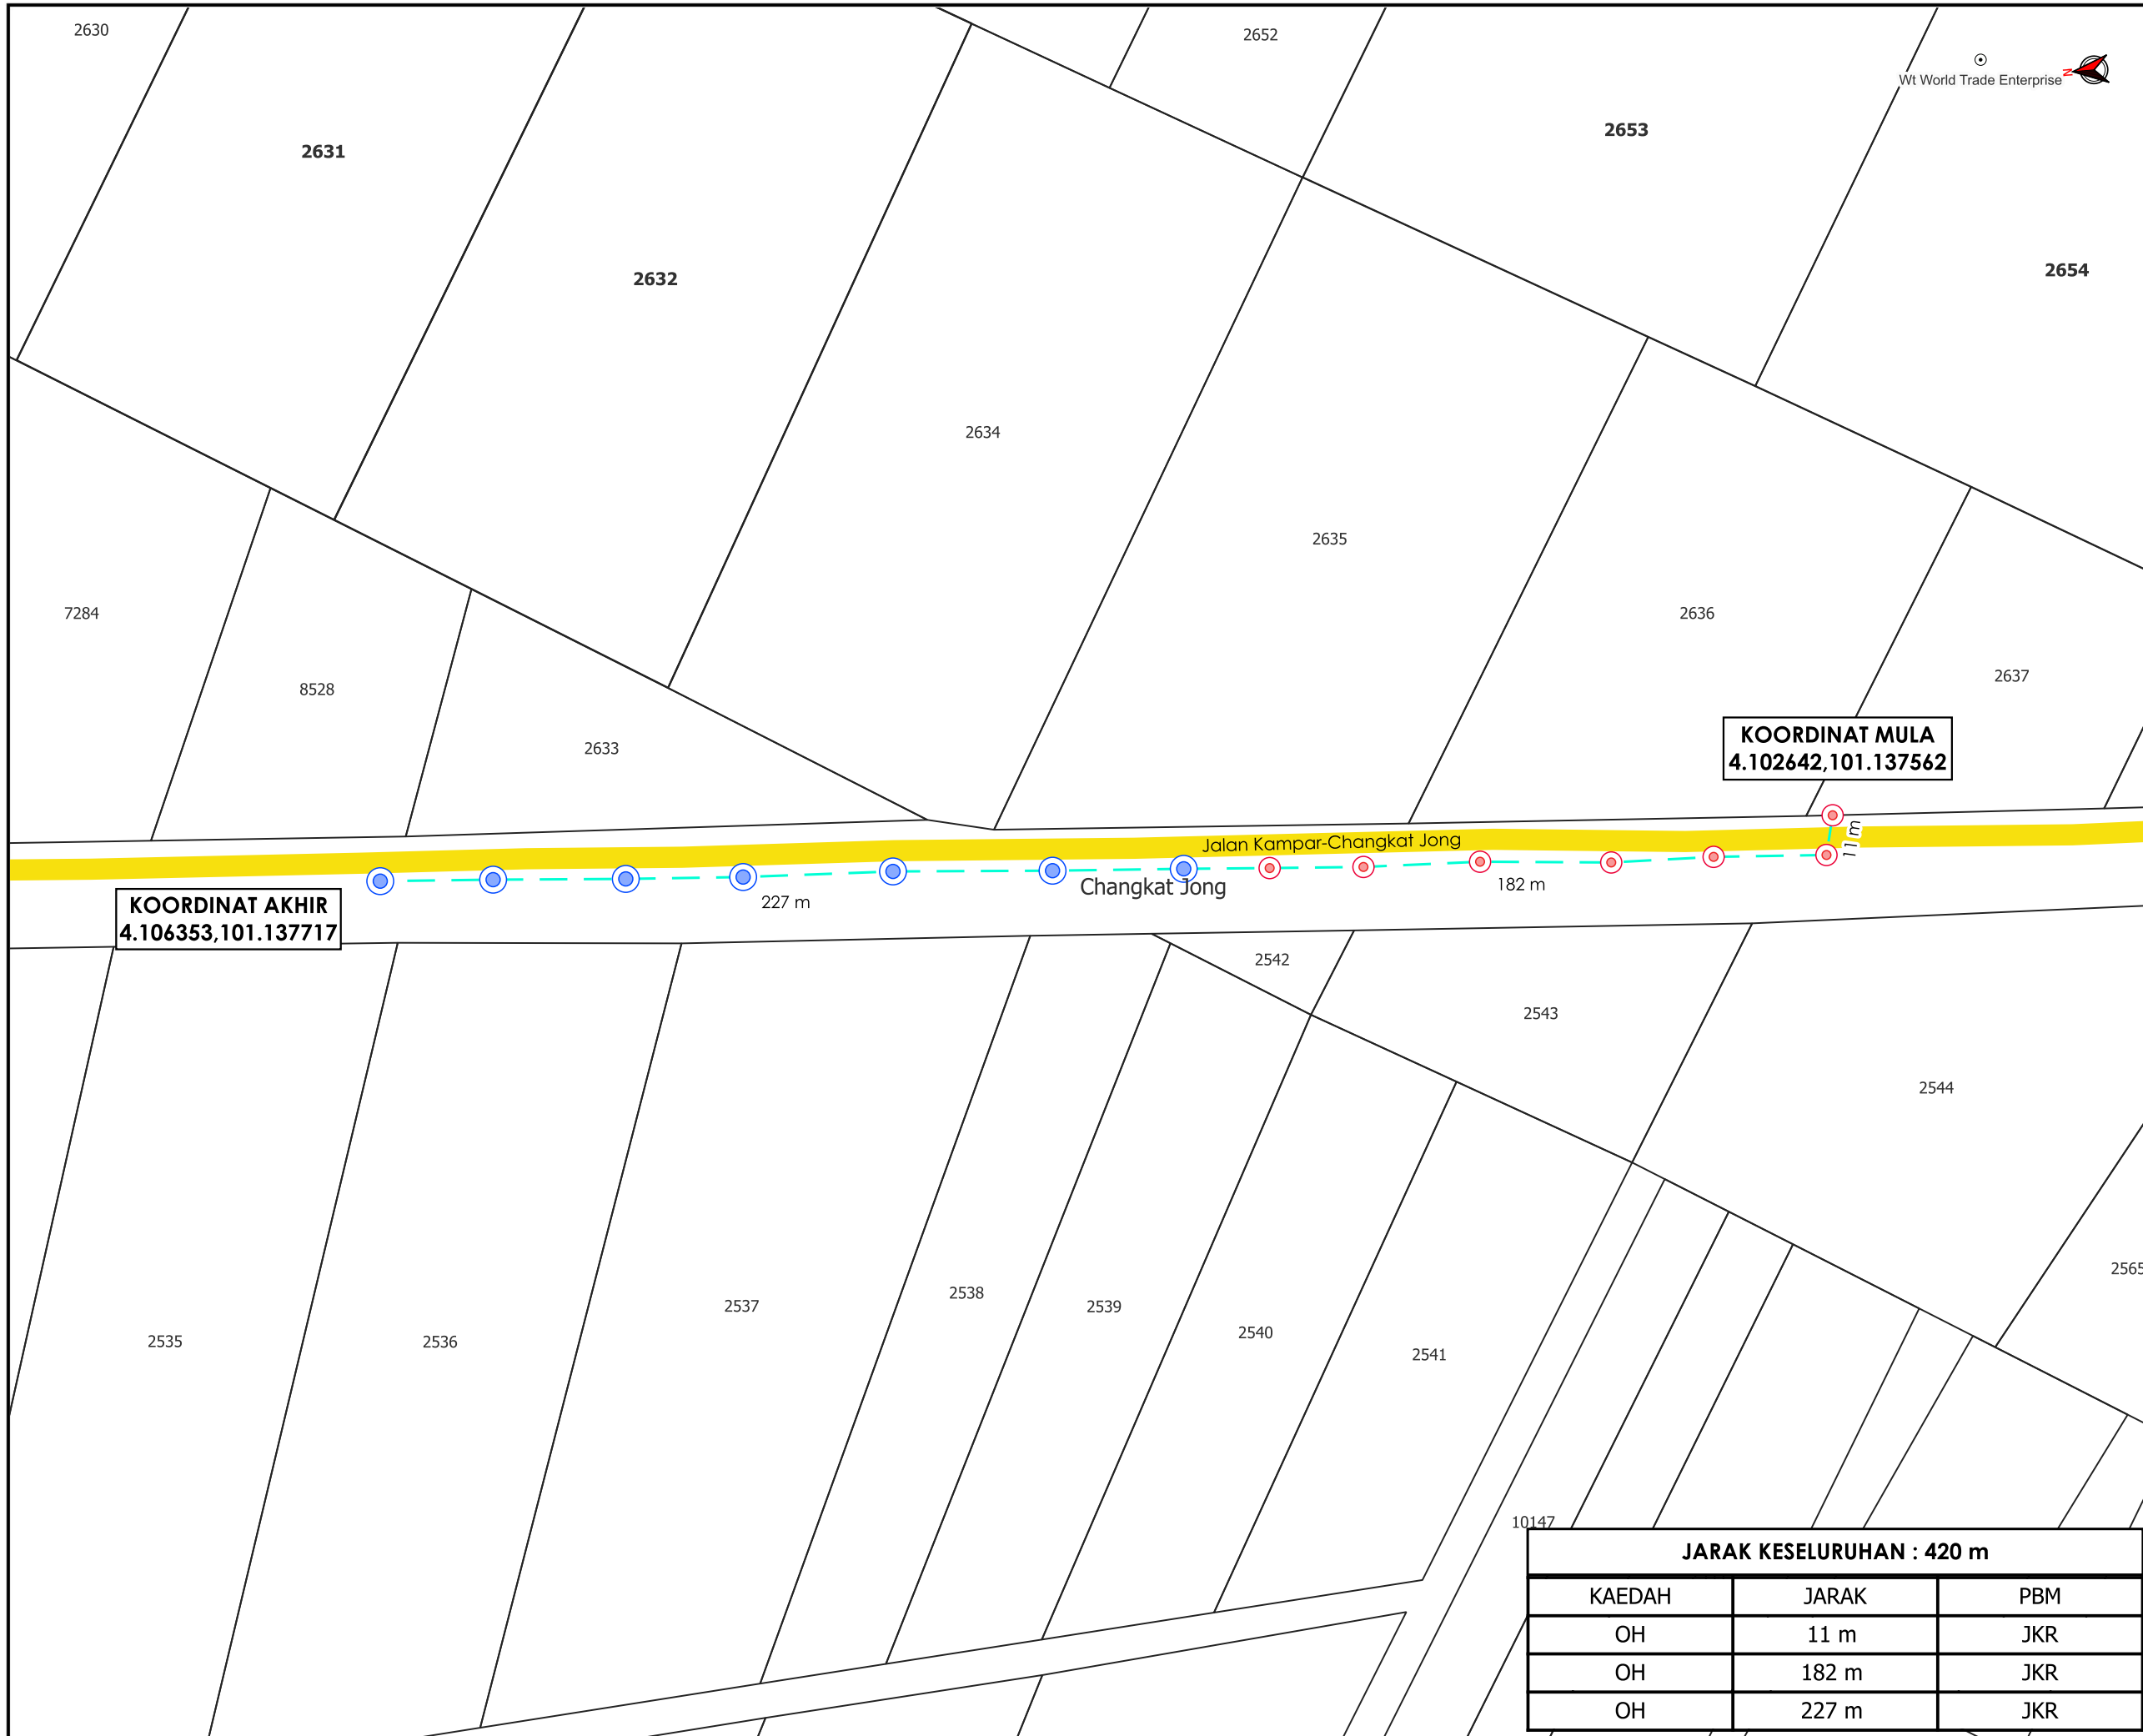 2630
2652
Wt World Trade Enterprise
N
2653
2631
2654
2632
2634
2635
7284
2636
2637
8528
2633
KOORDINAT MULA
4.102642,101.137562
11 m
Jalan Kampar-Changkat Jong
Changkat Jong
182 m
227 m
KOORDINAT AKHIR
4.106353,101.137717
2542
2543
2544
2565
2538
2537
2539
2540
2535
2536
2541
10147
JARAK KESELURUHAN : 420 m
KAEDAH JARAK PBM
OH 11 m JKR
OH 182 m JKR
OH 227 m JKR